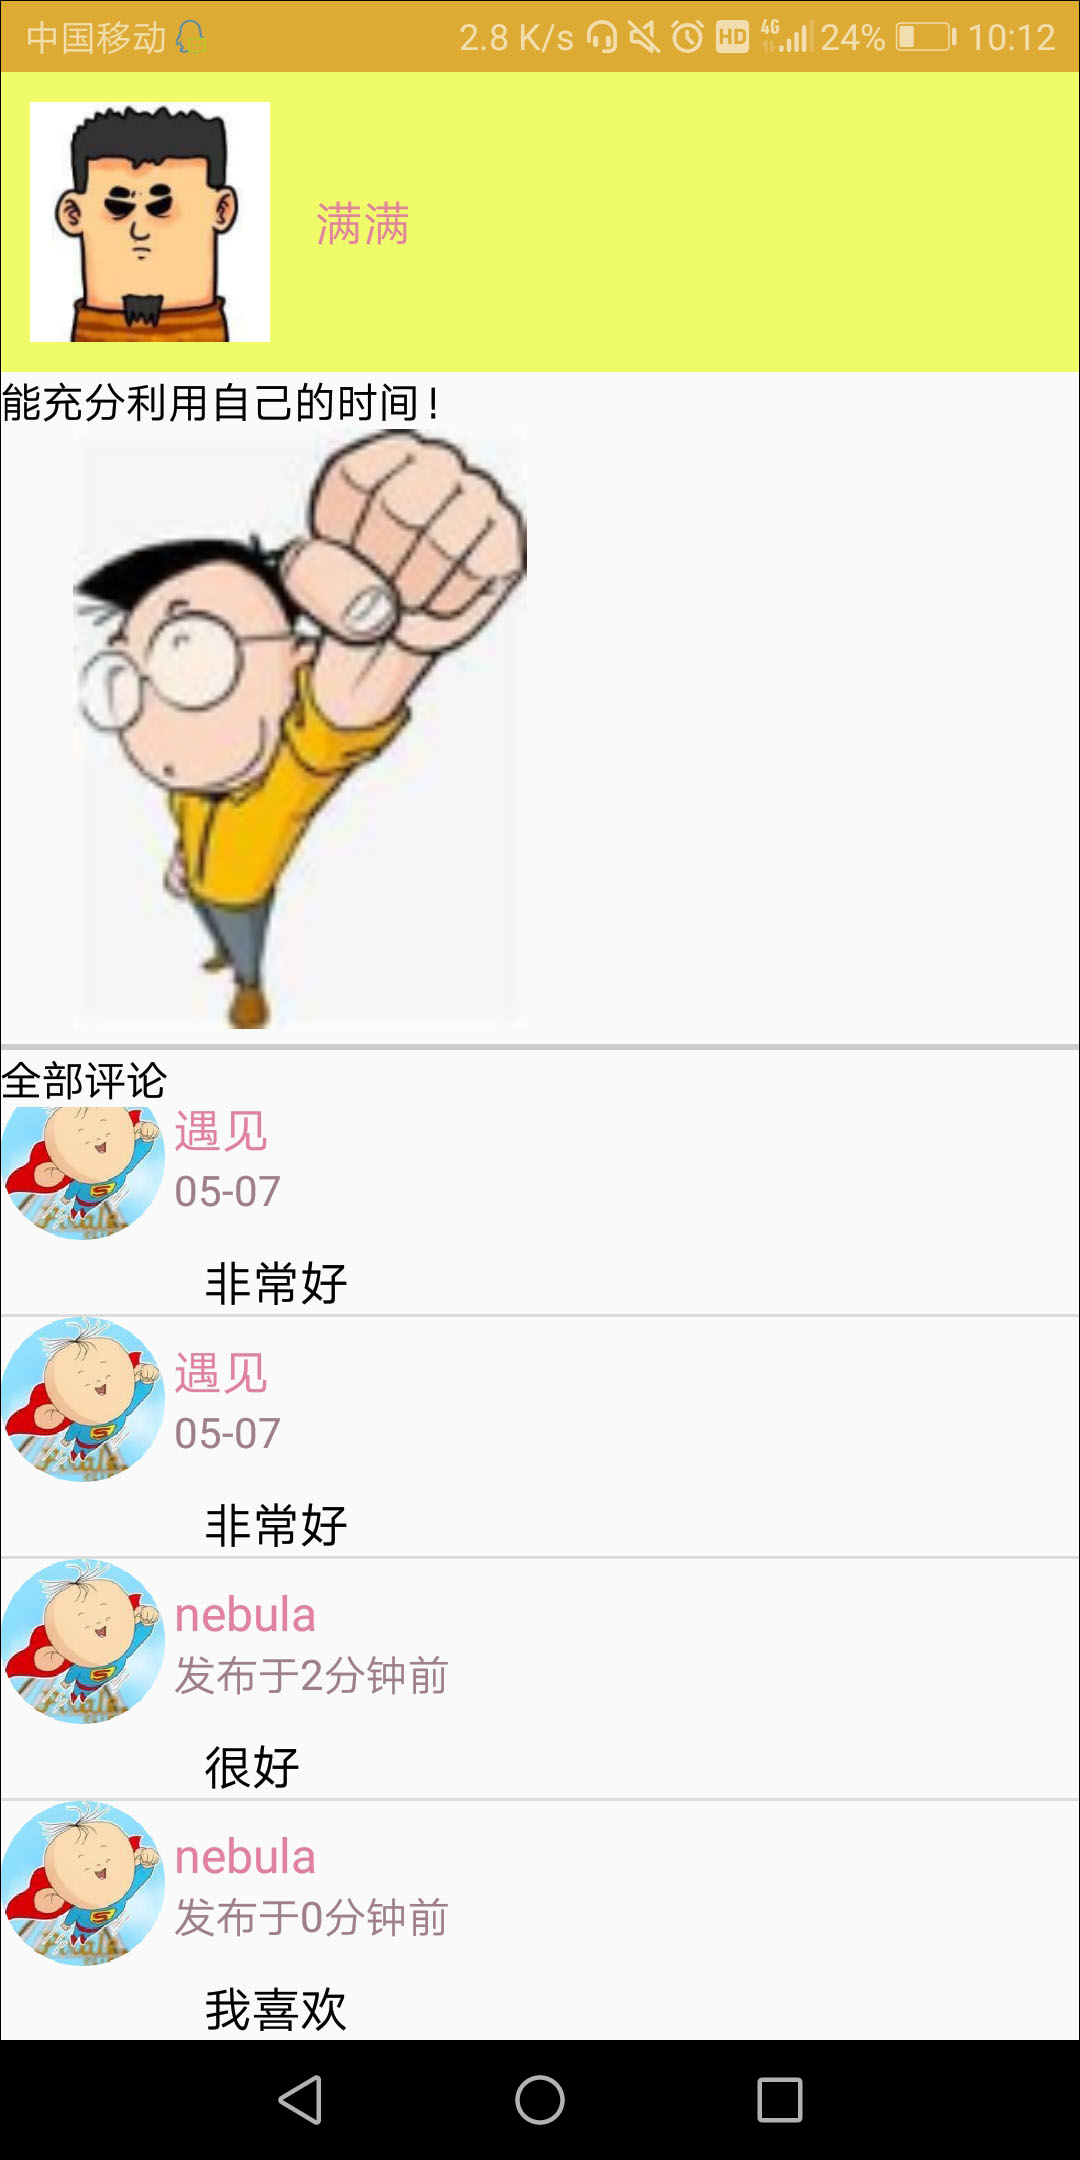 中国移动 2.8 K/s HD 4G 24% 10:12
满满
能充分利用自己的时间!
全部评论
遇见
05-07
非常好
遇见
05-07
非常好
nebula
发布于2分钟前
很好
nebula
发布于0分钟前
我喜欢